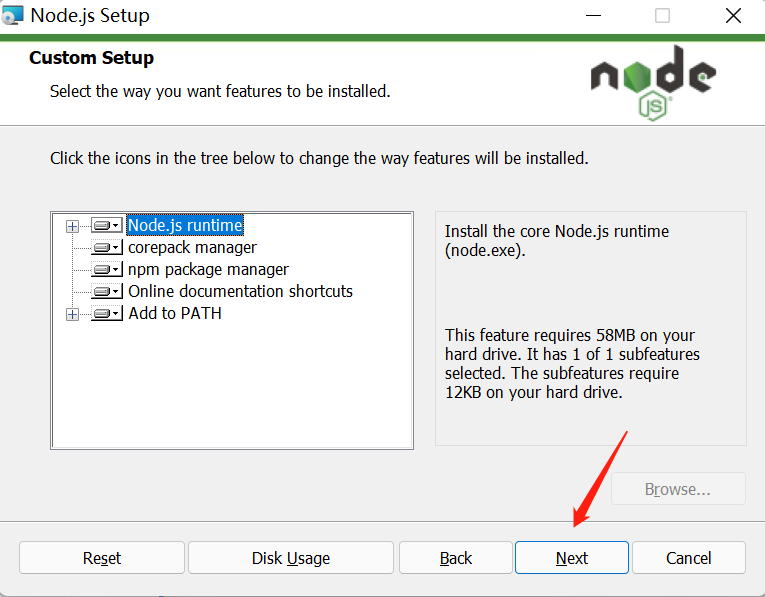 Node.js Setup
Custom Setup
Select the way you want features to be installed.
node
JS
Click the icons in the tree below to change the way features will be installed.
Node.js runtime
corepack manager
npm package manager
Online documentation shortcuts
Add to PATH
Install the core Node.js runtime
(node.exe).
This feature requires 58MB on your
hard drive. It has 1 of 1 subfeatures
selected. The subfeatures require
12KB on your hard drive.
Browse...
Reset
Disk Usage
Back
Next
Cancel